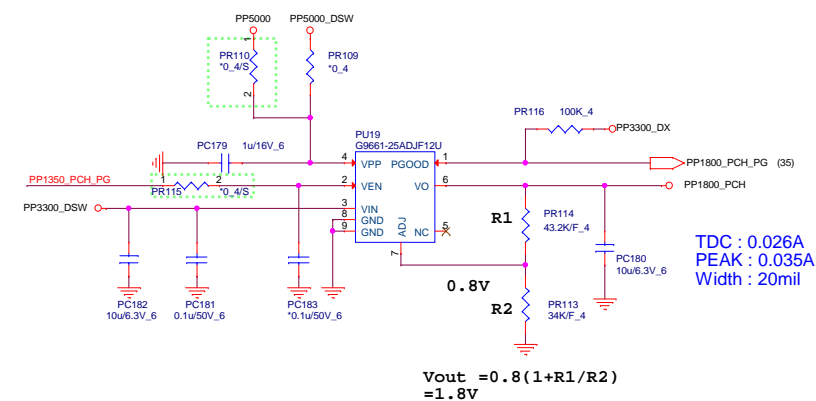 PP5000 PP5000_DSW
1
PR110
*0_4/S
2
PR109
*0_4
PR116 100K_4
PP3300_DX
PU19
G9661-25ADJF12U
PC179 1u/16V_6
4 VPP PGOOD 1
PP1800_PCH_PG (35)
PP1350_PCH_PG
1 2
PR115 *0_4/S
2 VEN VO 6
PP1800_PCH
PP3300_DSW
3 VIN
8 GND
9 GND
ADJ
NC 5
7
R1
PR114
43.2K/F_4
PC180
10u/6.3V_6
TDC : 0.026A
PEAK : 0.035A
Width : 20mil
0.8V
R2
PR113
34K/F_4
PC182
10u/6.3V_6
PC181
0.1u/50V_6
PC183
*0.1u/50V_6
Vout =0.8(1+R1/R2)
=1.8V